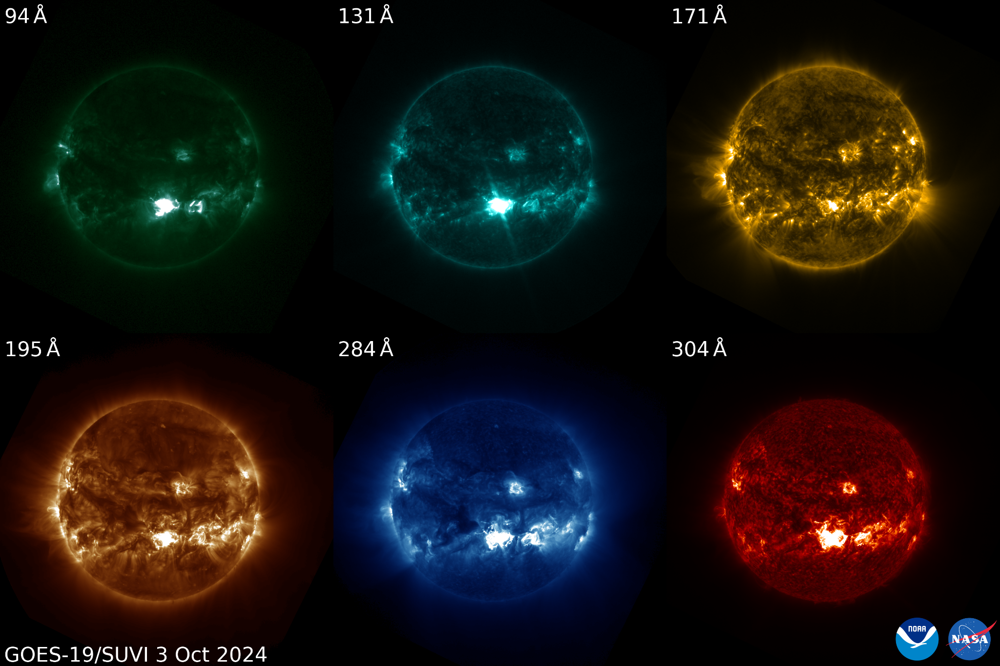 94 Å
131 Å
171 Å
195 Å
284 Å
304 Å
GOES-19/SUVI 3 Oct 2024
NOAA
NASA